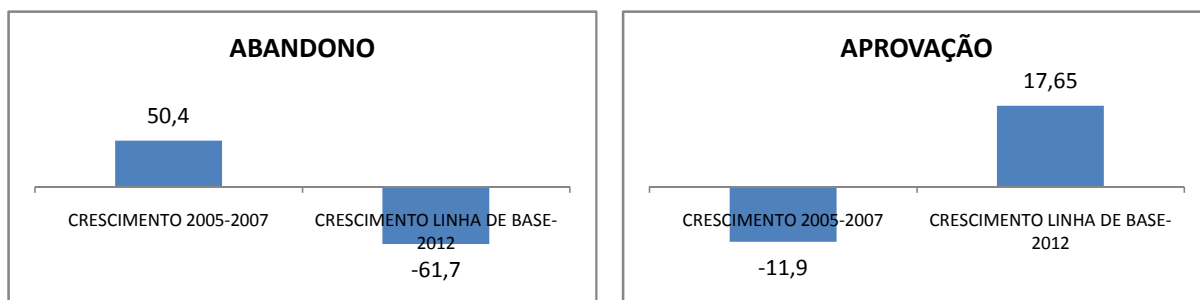 ABANDONO
50,4
CRESCIMENTO 2005-2007
CRESCIMENTO LINHA DE BASE-
2012
-61,7
APROVAÇÃO
17,65
CRESCIMENTO 2005-2007
CRESCIMENTO LINHA DE BASE-
2012
-11,9